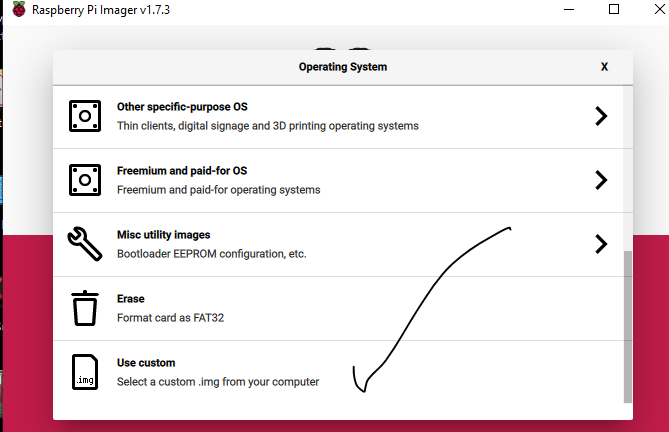 Raspberry Pi Imager v1.7.3
Operating System
X
Other specific-purpose OS
Thin clients, digital signage and 3D printing operating systems
Freemium and paid-for OS
Freemium and paid-for operating systems
Misc utility images
Bootloader EEPROM configuration, etc.
Erase
Format card as FAT32
.img
Use custom
Select a custom .img from your computer